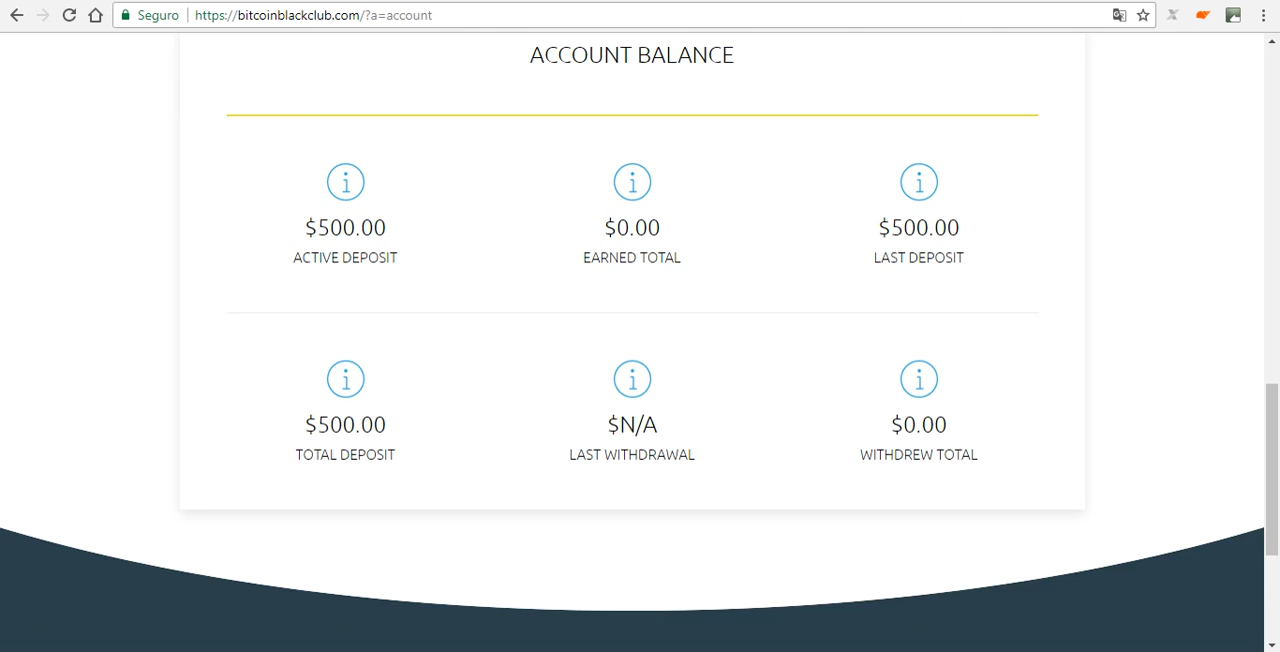 Seguro https://bitcoinblackclub.com/?a=account
ACCOUNT BALANCE
$500.00 $0.00 $500.00
ACTIVE DEPOSIT EARNED TOTAL LAST DEPOSIT
$500.00 $N/A $0.00
TOTAL DEPOSIT LAST WITHDRAWAL WITHDREW TOTAL